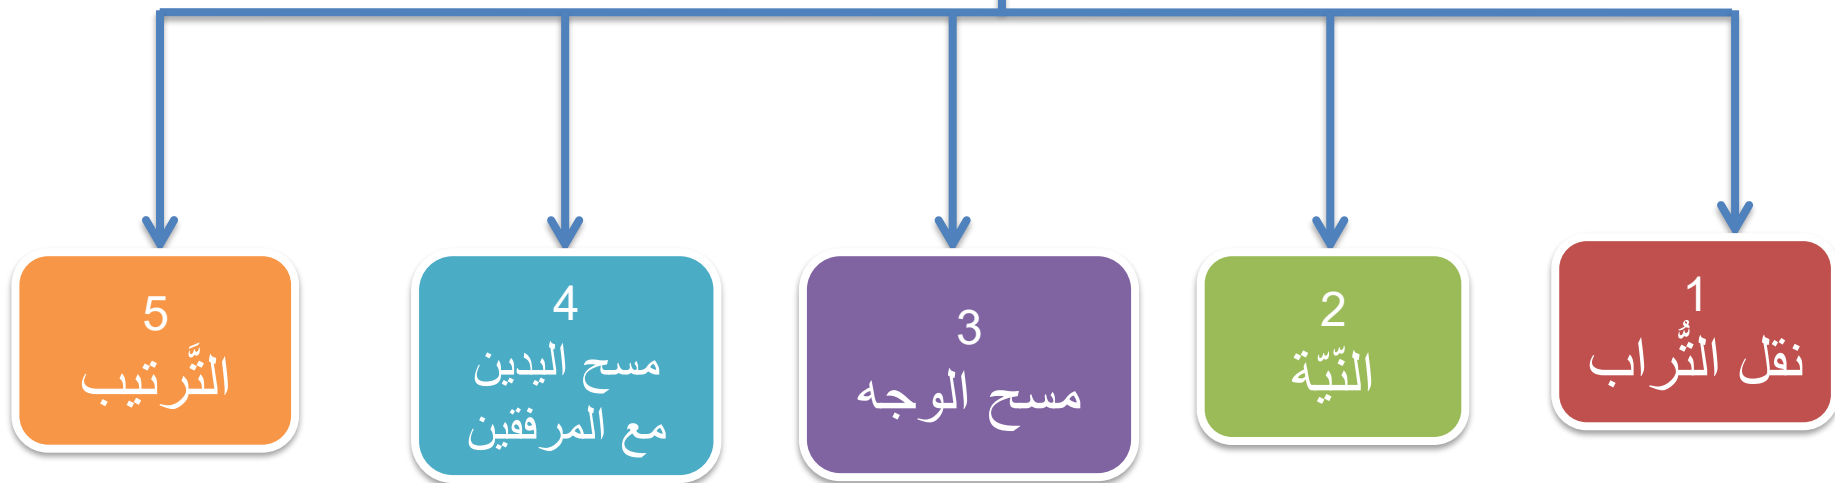 1
نقل التُّراب
2
النّيّة
3
مسح الوجه
4
مسح اليدين
مع المرفقين
5
التَّرتيب